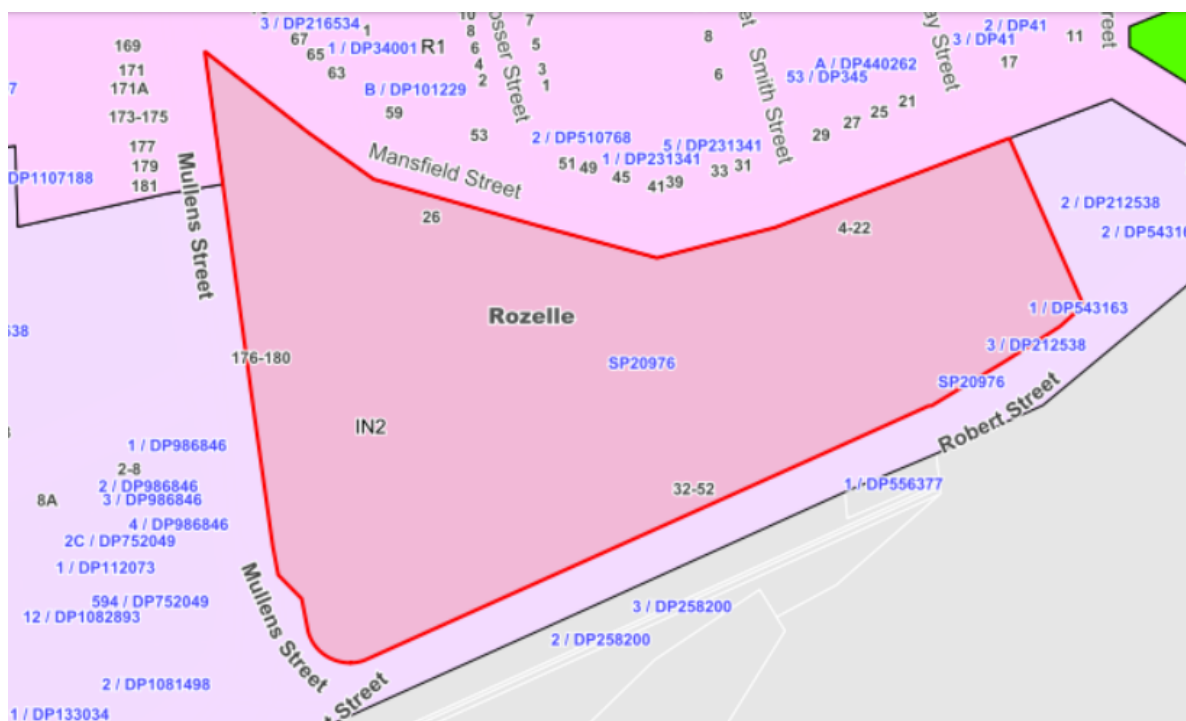 3 / DP216534
1
67
65
1 / DP34001
R1
63
B / DP101229
59
53
10
8
6
4
2
7
5
3
1
169
171
171A
173-175
177
179
181
7
DP1107188
Mullens Street
Mansfield Street
26
2 / DP510768
51
49
1 / DP231341
5 / DP231341
45
41
39
33
31
8
6
Smith Street
A / DP440262
53 / DP345
29
27
25
21
Street
2 / DP41
3 / DP41
11
17
4-22
2 / DP212538
2 / DP54316
1 / DP543163
3 / DP212538
SP20976
Robert Street
Rozelle
SP20976
176-180
IN2
32-52
1 / DP556377
3 / DP258200
2 / DP258200
1 / DP986846
2-8
2 / DP986846
8A
3 / DP986846
4 / DP986846
2C / DP752049
1 / DP112073
594 / DP752049
12 / DP1082893
Mullens Street
2 / DP1081498
1 / DP133034
Street